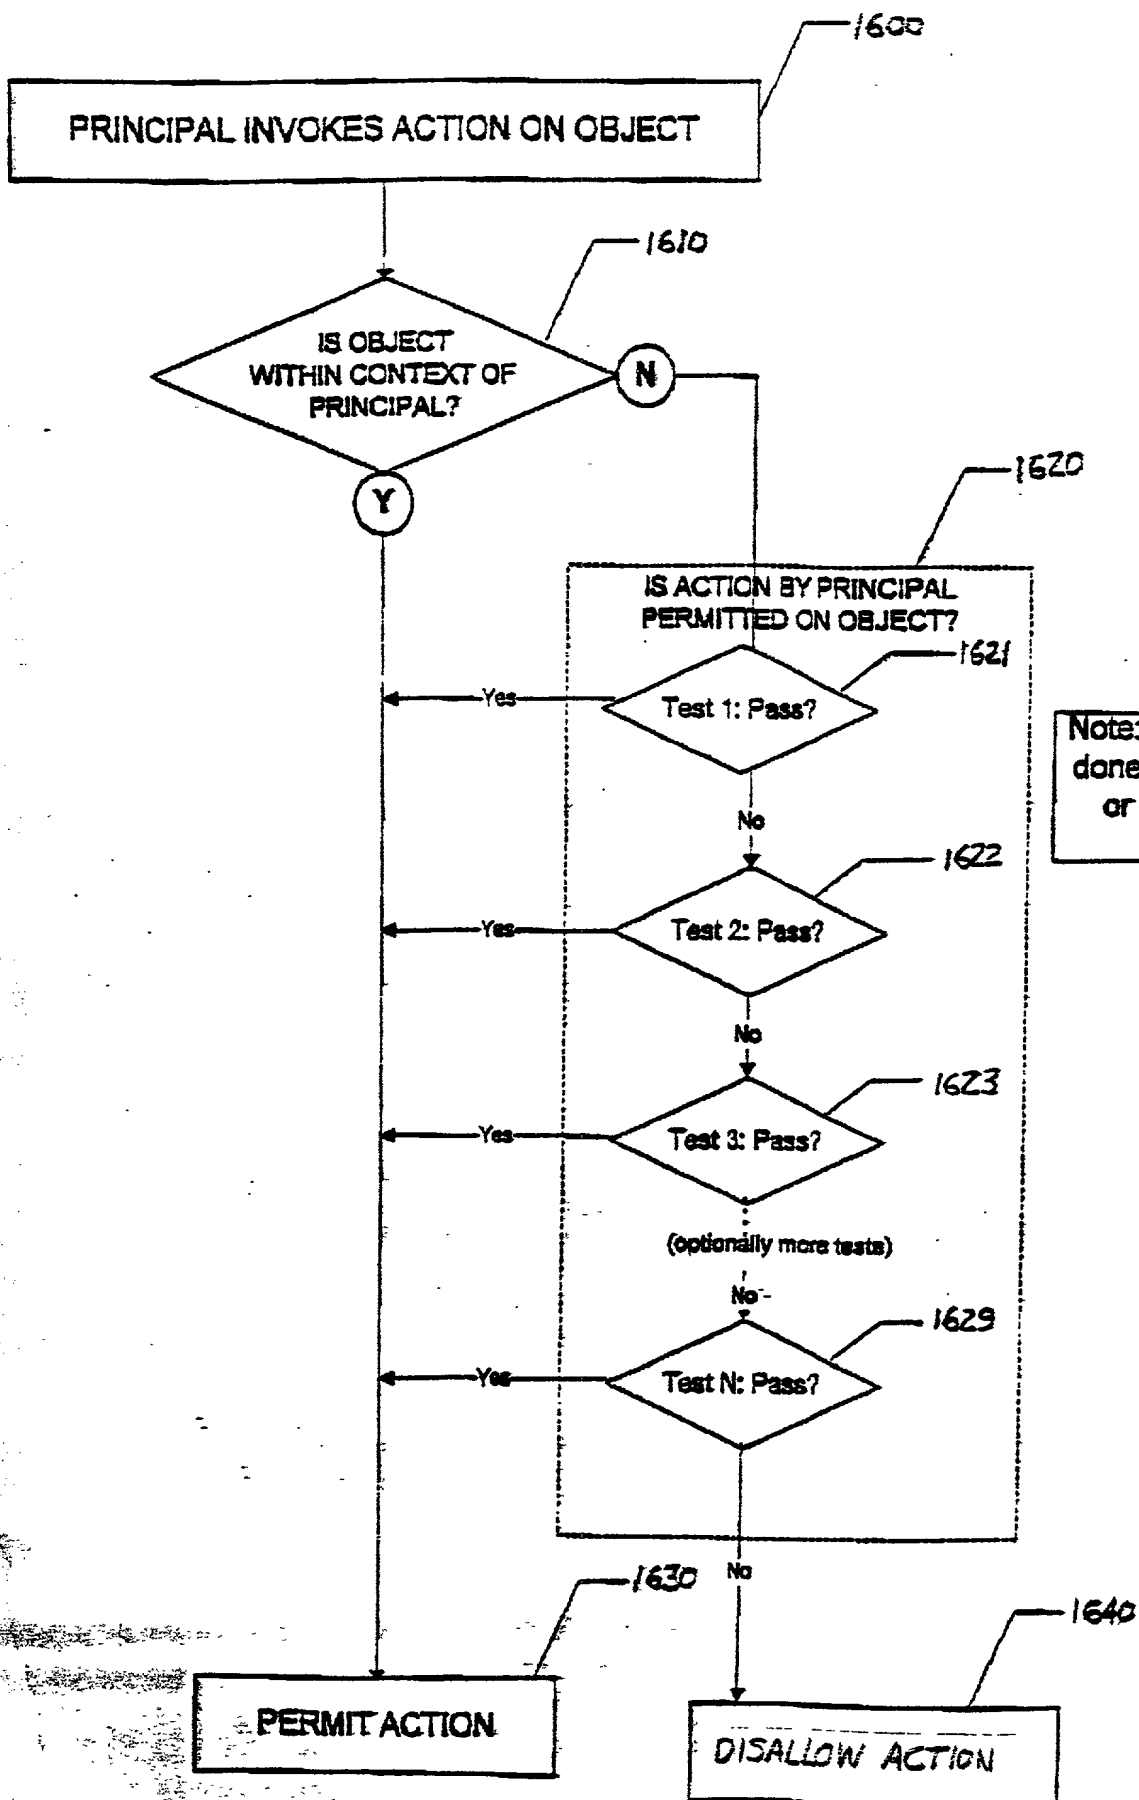 1600
PRINCIPAL INVOKES ACTION ON OBJECT
1610
IS OBJECT
WITHIN CONTEXT OF
PRINCIPAL?
N
Y
1620
IS ACTION BY PRINCIPAL
PERMITTED ON OBJECT?
1621
Test 1: Pass?
Yes
No
Note:
done
or
1622
Test 2: Pass?
Yes
No
1623
Test 3: Pass?
Yes
(optionally more tests)
No
1629
Test N: Pass?
Yes
No
1630
PERMIT ACTION
1640
DISALLOW ACTION